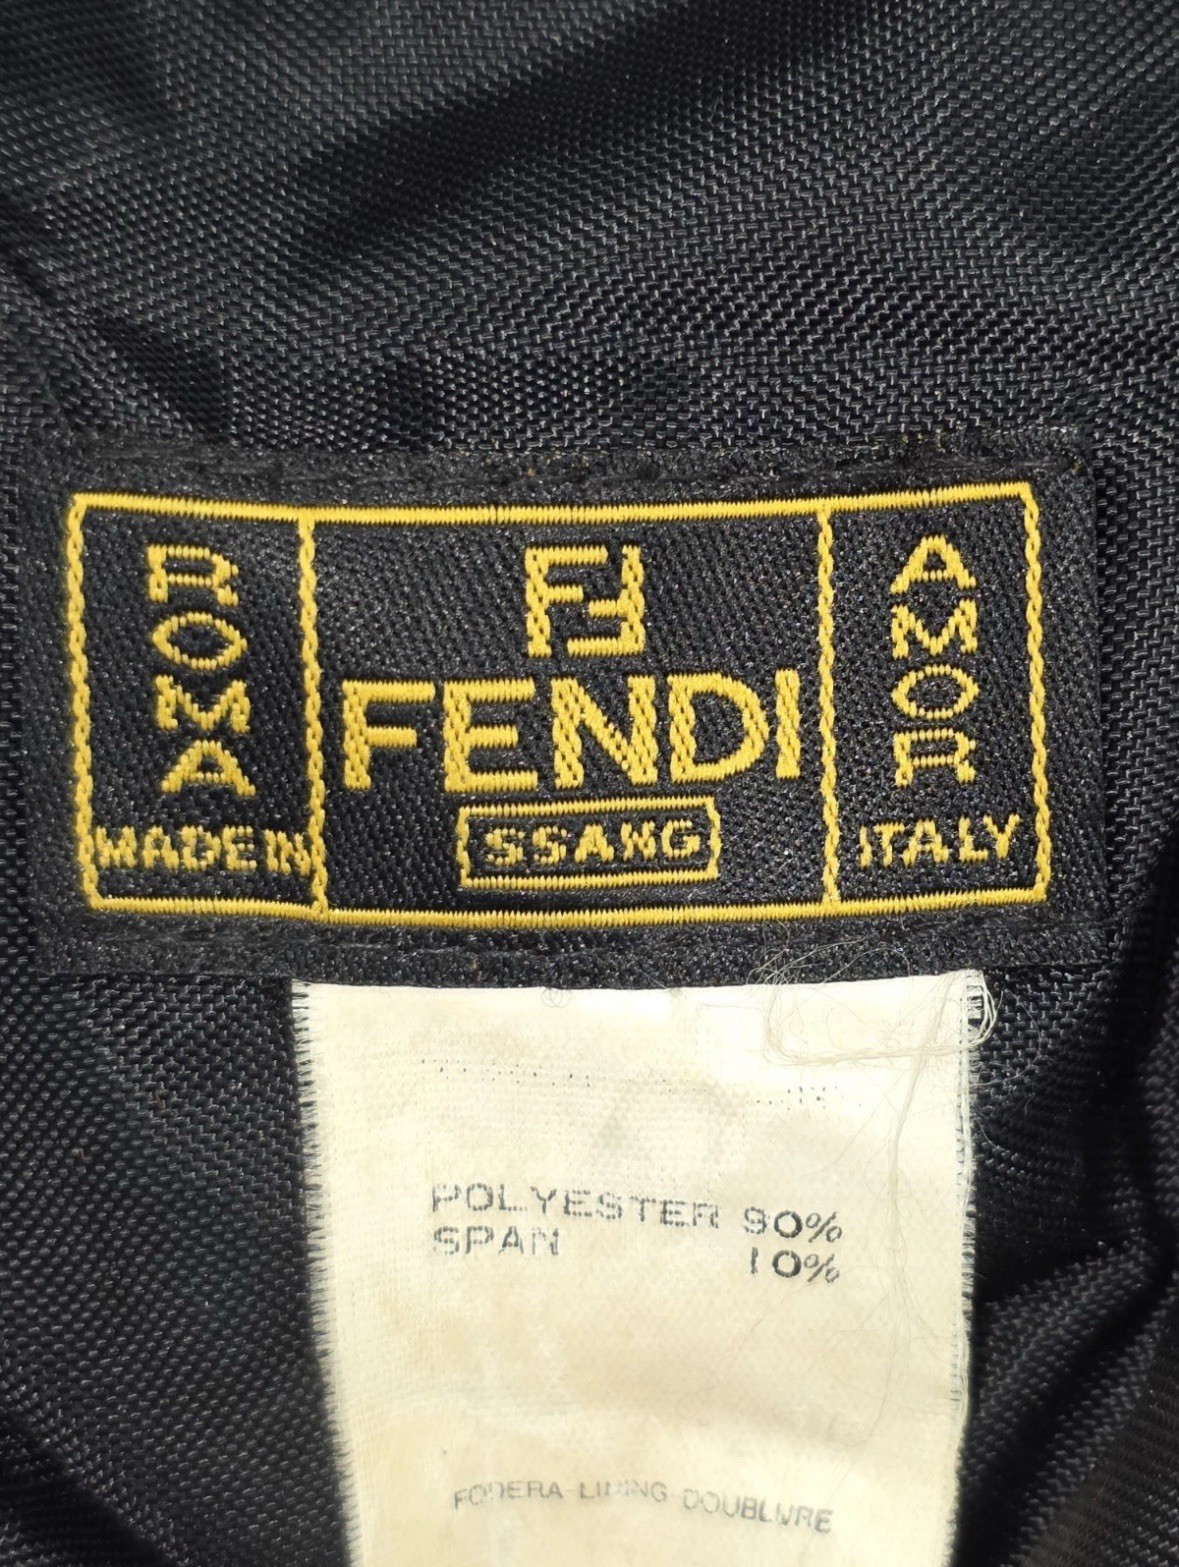 ROMA
MADE IN
FF
FENDI
SSANG
AMOR
ITALY
POLYESTER 90%
SPAN 10%
FODERA-LINING-DOUBLURE